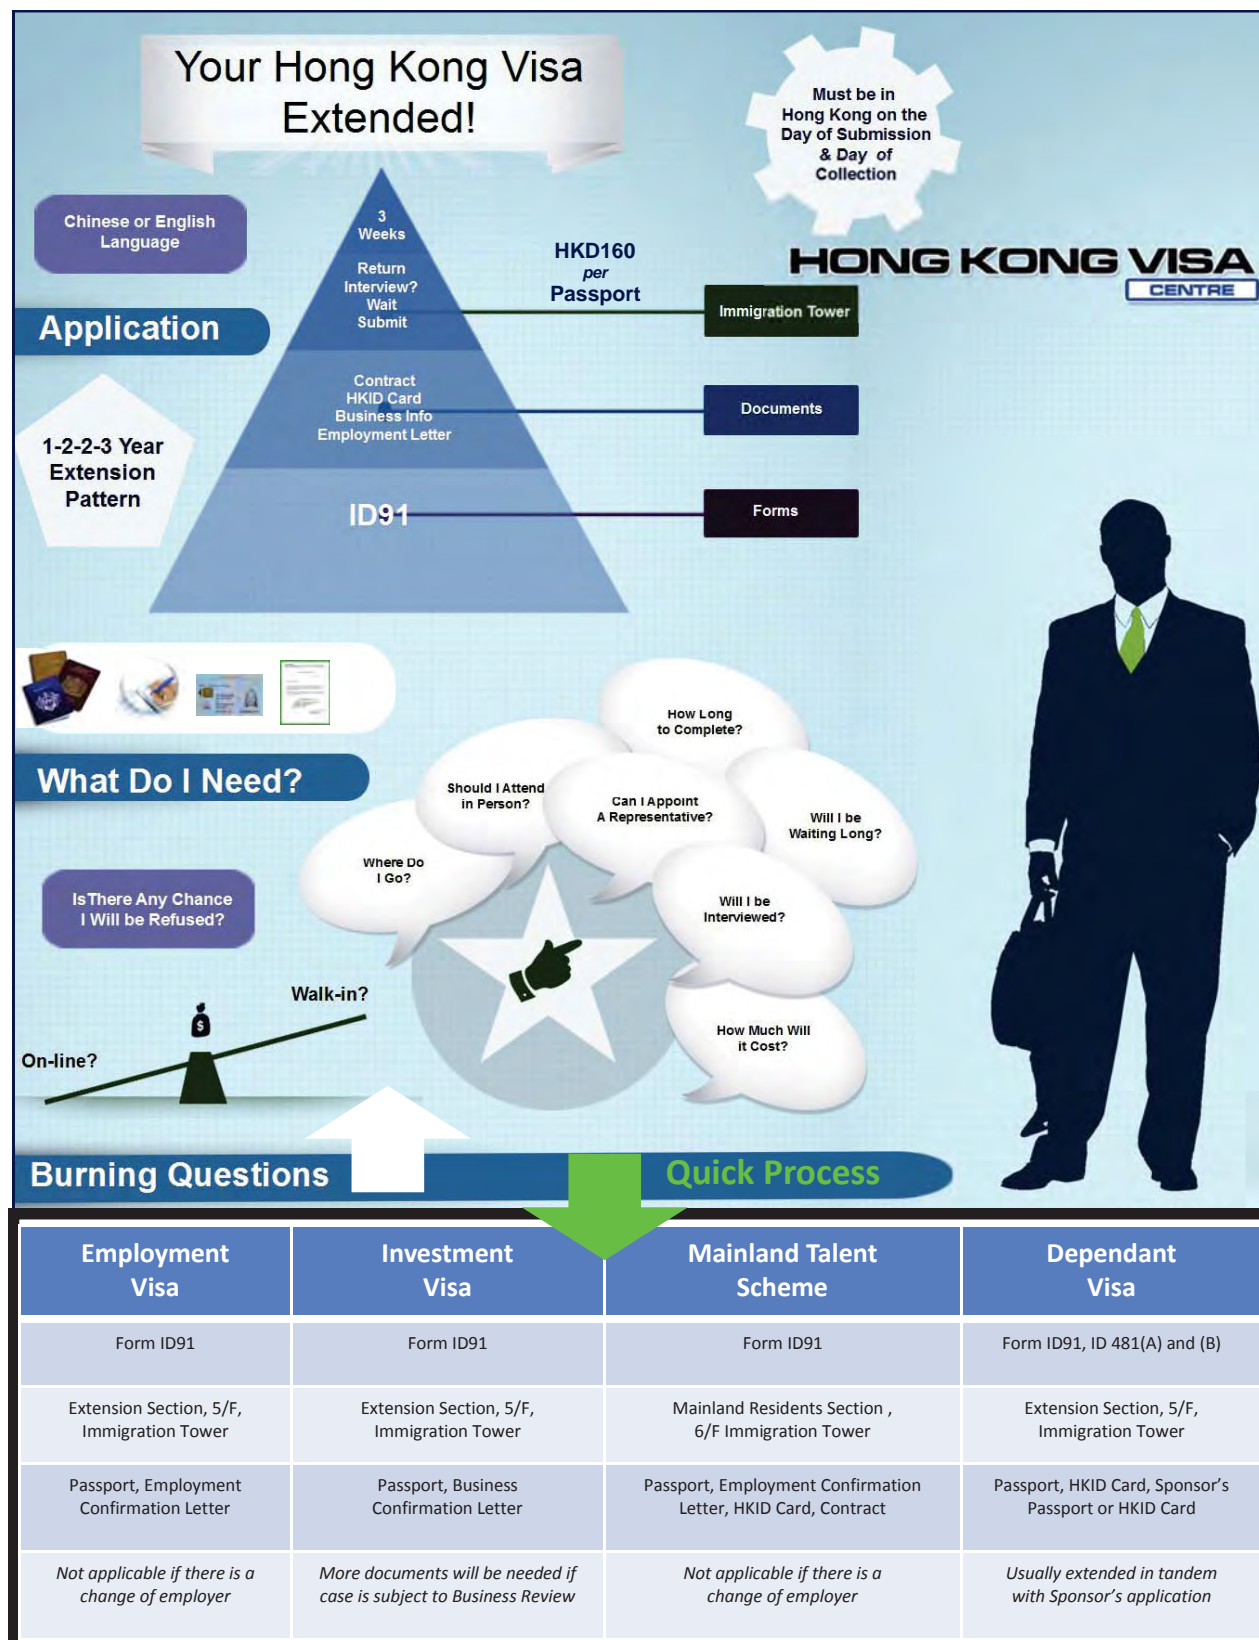 Your Hong Kong Visa
Extended!
Must be in
Hong Kong on the
Day of Submission
& Day of
Collection
Chinese or English
Language
3
Weeks
Return
Interview?
Wait
Submit
HKD160
per
Passport
Immigration Tower
HONG KONG VISA
CENTRE
Application
Contract
HKID Card
Business Info
Employment Letter
Documents
1-2-2-3 Year
Extension
Pattern
ID91
Forms
What Do I Need?
How Long
to Complete?
Should I Attend
in Person?
Can I Appoint
A Representative?
Will I be
Waiting Long?
Where Do
I Go?
Will I be
Interviewed?
How Much Will
it Cost?
IsThere Any Chance
I Will be Refused?
Walk-in?
$
On-line?
Burning Questions
Quick Process
Employment
Visa
Investment
Visa
Mainland Talent
Scheme
Dependant
Visa
Form ID91
Form ID91
Form ID91
Form ID91, ID 481(A) and (B)
Extension Section, 5/F,
Immigration Tower
Extension Section, 5/F,
Immigration Tower
Mainland Residents Section ,
6/F Immigration Tower
Extension Section, 5/F,
Immigration Tower
Passport, Employment
Confirmation Letter
Passport, Business
Confirmation Letter
Passport, Employment Confirmation
Letter, HKID Card, Contract
Passport, HKID Card, Sponsor's
Passport or HKID Card
Not applicable if there is a
change of employer
More documents will be needed if
case is subject to Business Review
Not applicable if there is a
change of employer
Usually extended in tandem
with Sponsor's application